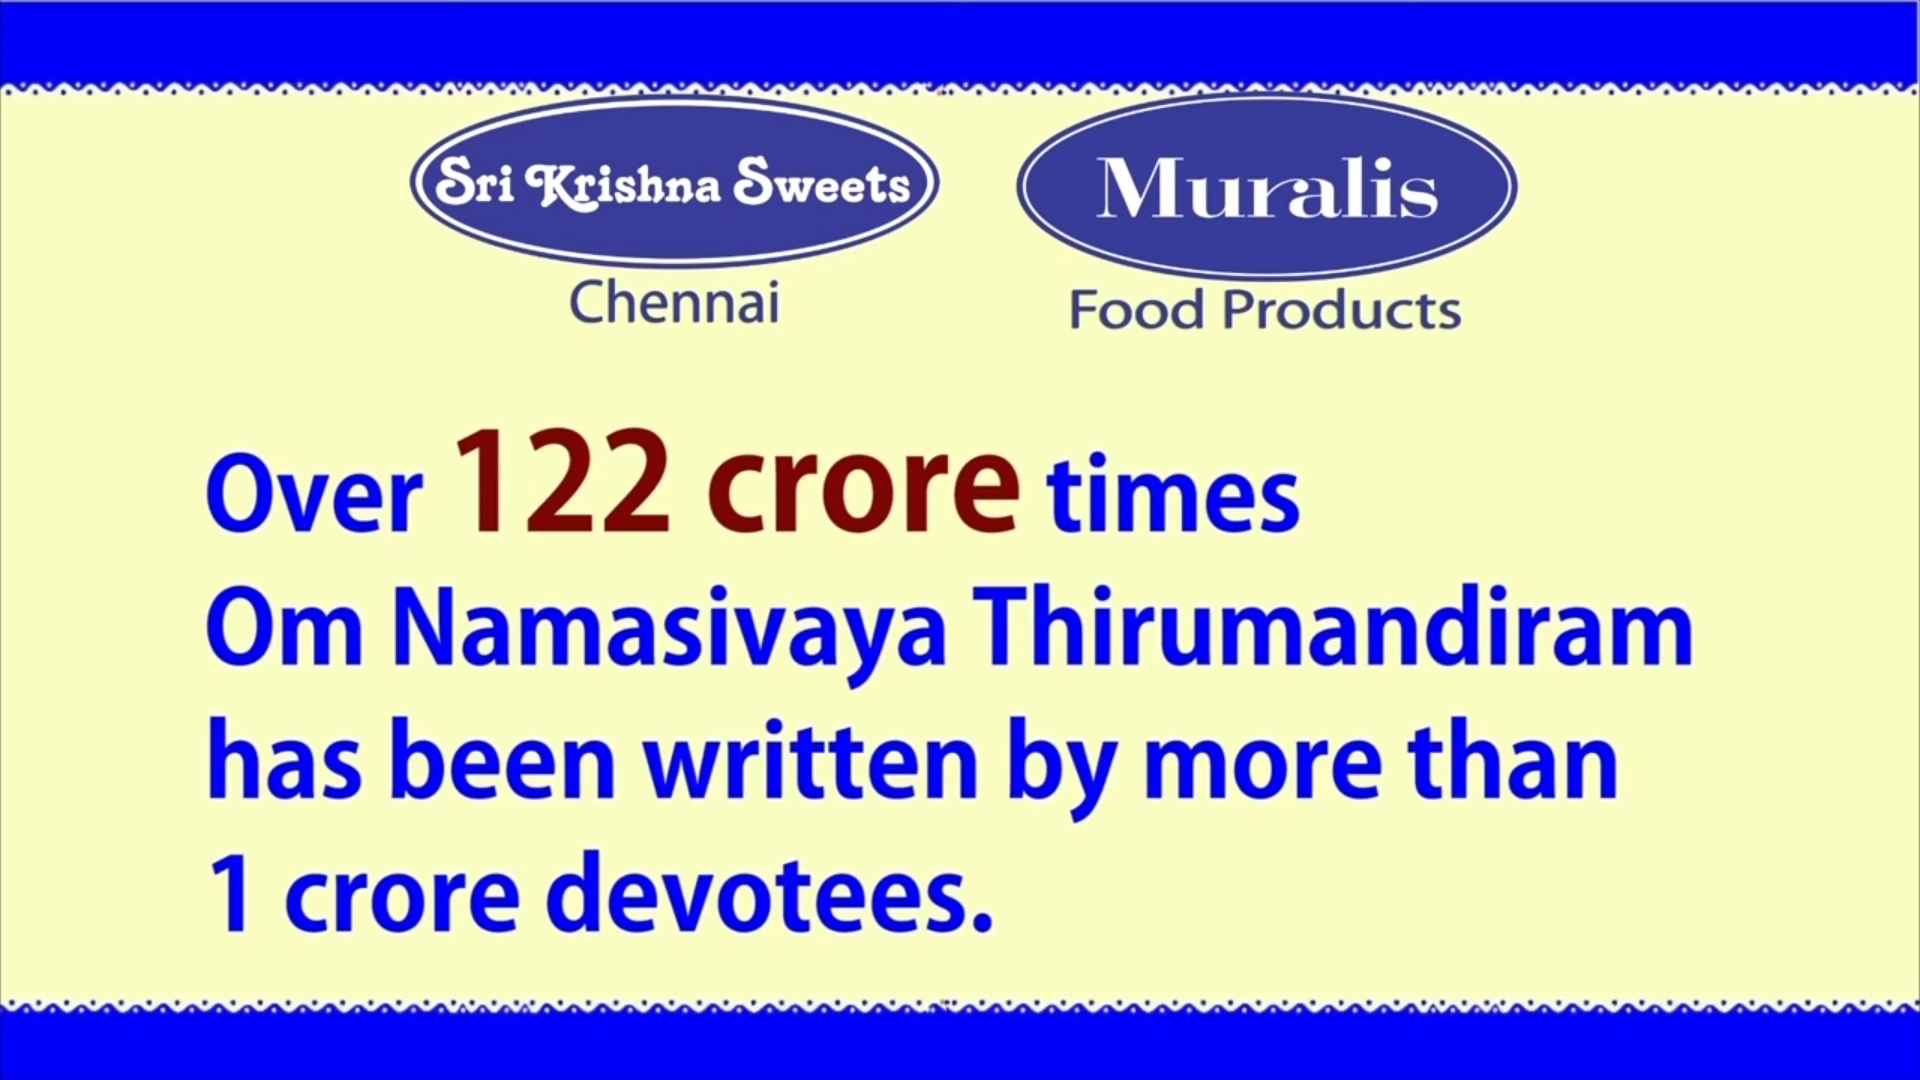 Sri Krishna Sweets
Chennai
Muralis
Food Products
Over 122 crore times
Om Namasivaya Thirumandiram
has been written by more than
1 crore devotees.